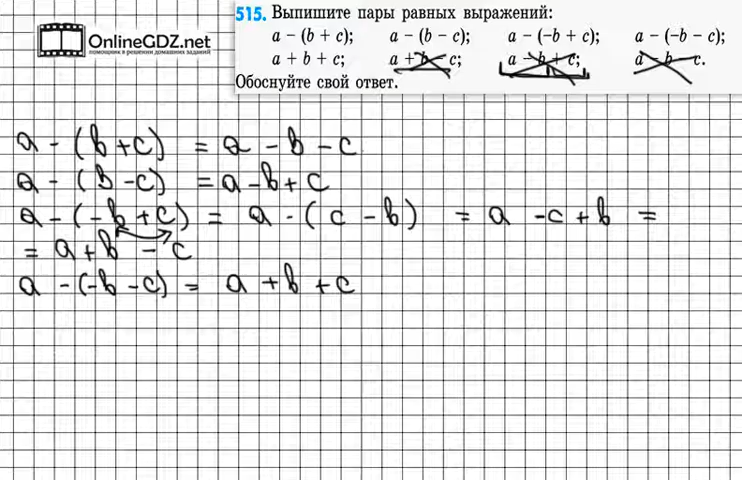 OnlineGDZ.net
помощник в решении домашних заданий
515. Выпишите пары равных выражений:
a − (b + c); a − (b − c); a − (−b + c); a − (−b − c);
a + b + c; a + b − c; a − b + c; a − b − c.
Обоснуйте свой ответ.
a − (b + c) = a − b − c
a − (b − c) = a − b + c
a − (−b + c) = a − (c − b) = a − c + b =
= a + b − c
a − (−b − c) = a + b + c